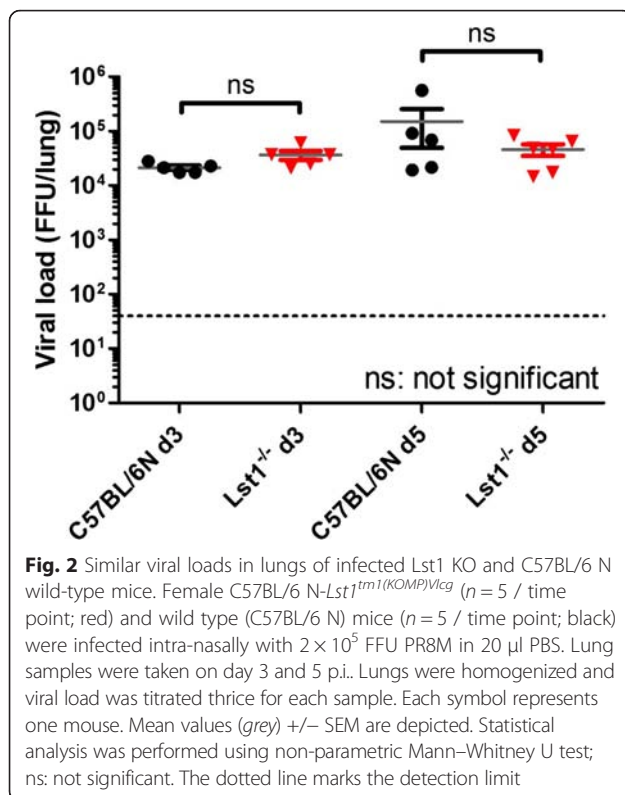 ns
ns
10⁶
10⁵
10⁴
10³
10²
10¹
10⁰
Viral load (FFU/lung)
ns: not significant
C57BL/6N d3
Lst1⁻/⁻ d3
C57BL/6N d5
Lst1⁻/⁻ d5
Fig. 2 Similar viral loads in lungs of infected Lst1 KO and C57BL/6 N
wild-type mice. Female C57BL/6 N-Lst1ᵗᵐ¹⁽ᴷᴼᴹᴾ⁾ⱽˡᶜᵍ (n = 5 / time
point; red) and wild type (C57BL/6 N) mice (n = 5 / time point; black)
were infected intra-nasally with 2 × 10⁵ FFU PR8M in 20 μl PBS. Lung
samples were taken on day 3 and 5 p.i.. Lungs were homogenized and
viral load was titrated thrice for each sample. Each symbol represents
one mouse. Mean values (grey) +/− SEM are depicted. Statistical
analysis was performed using non-parametric Mann–Whitney U test;
ns: not significant. The dotted line marks the detection limit